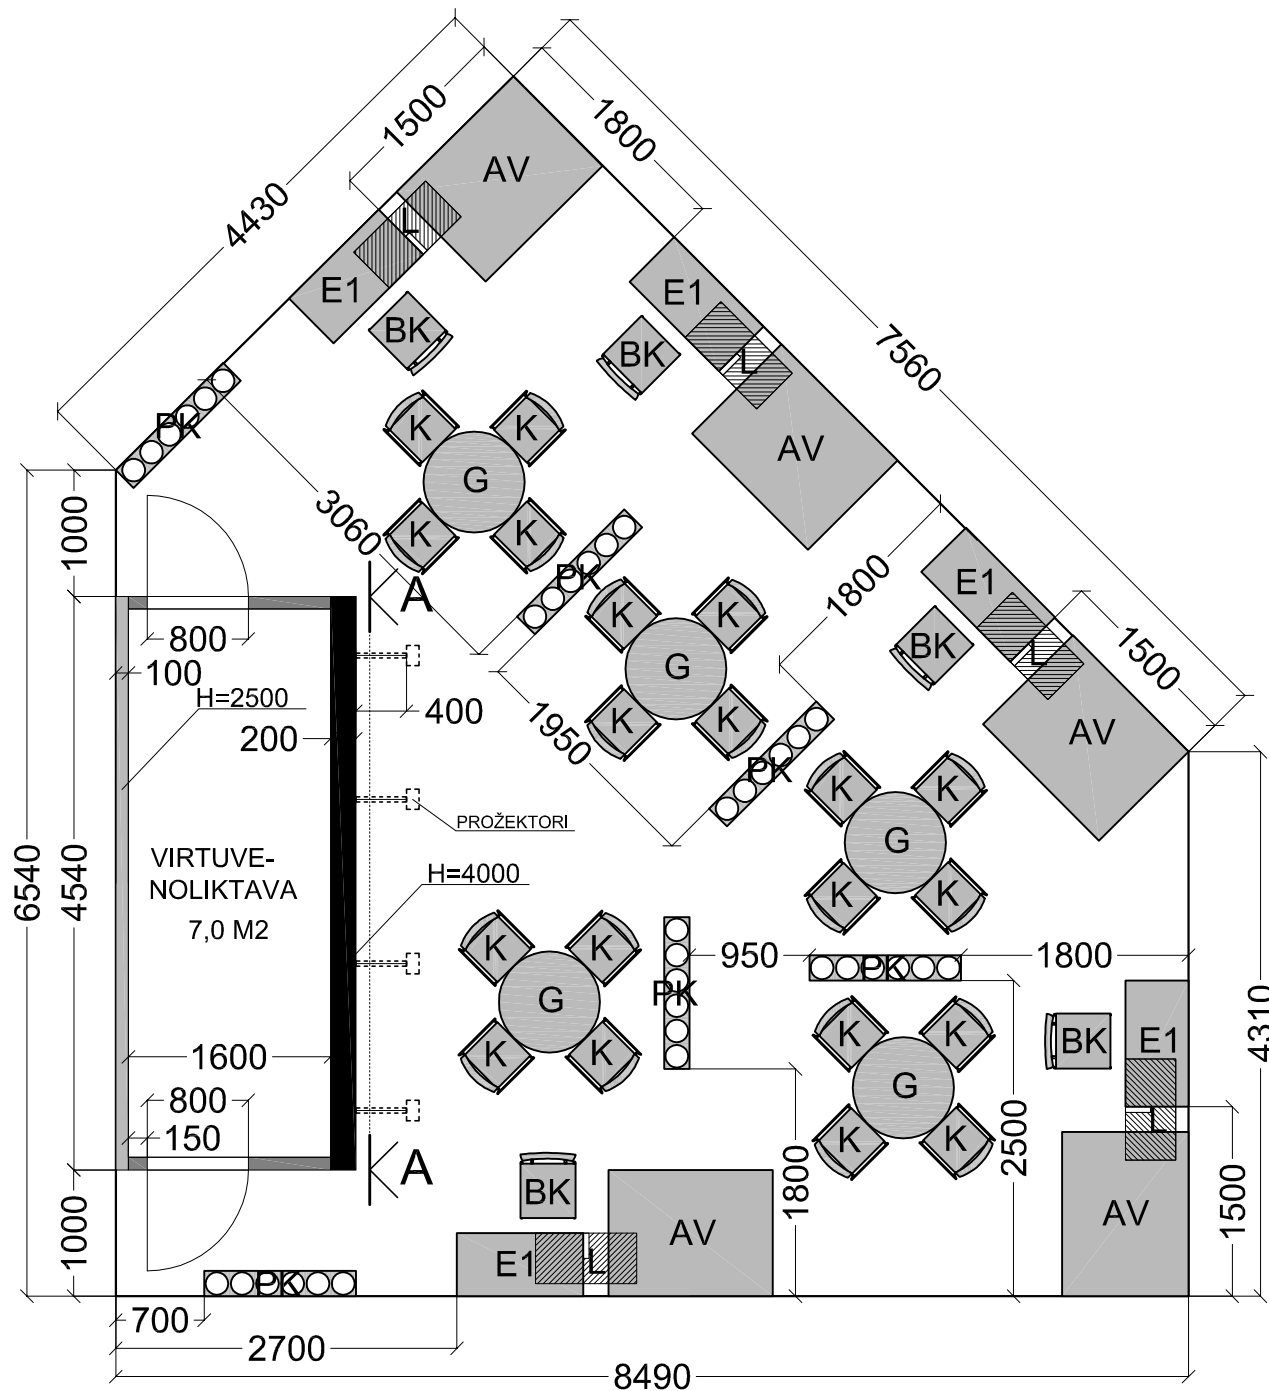 1500
1800
AV
4430
L
E1
E1
BK
BK
L
7560
PK
K
K
AV
G
3060
K
K
1000
PK
1800
E1
A
K
K
800
BK
L
1500
100
G
H=2500
400
K
K
1950
200
AV
PK
K
K
PROŽEKTORI
G
VIRTUVE-
NOLIKTAVA
7,0 M2
H=4000
6540
4540
K
K
K
K
950
PK
1800
G
PK
4310
K
K
K
K
BK
E1
1600
G
800
L
150
K
K
2500
A
1800
BK
AV
AV
1500
1000
E1
L
PK
700
2700
8490